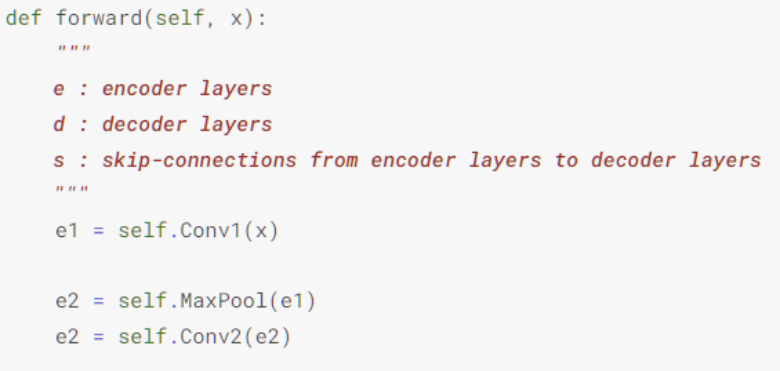 def forward(self, x):
"""
e : encoder layers
d : decoder layers
s : skip-connections from encoder layers to decoder layers
"""
e1 = self.Conv1(x)
e2 = self.MaxPool(e1)
e2 = self.Conv2(e2)